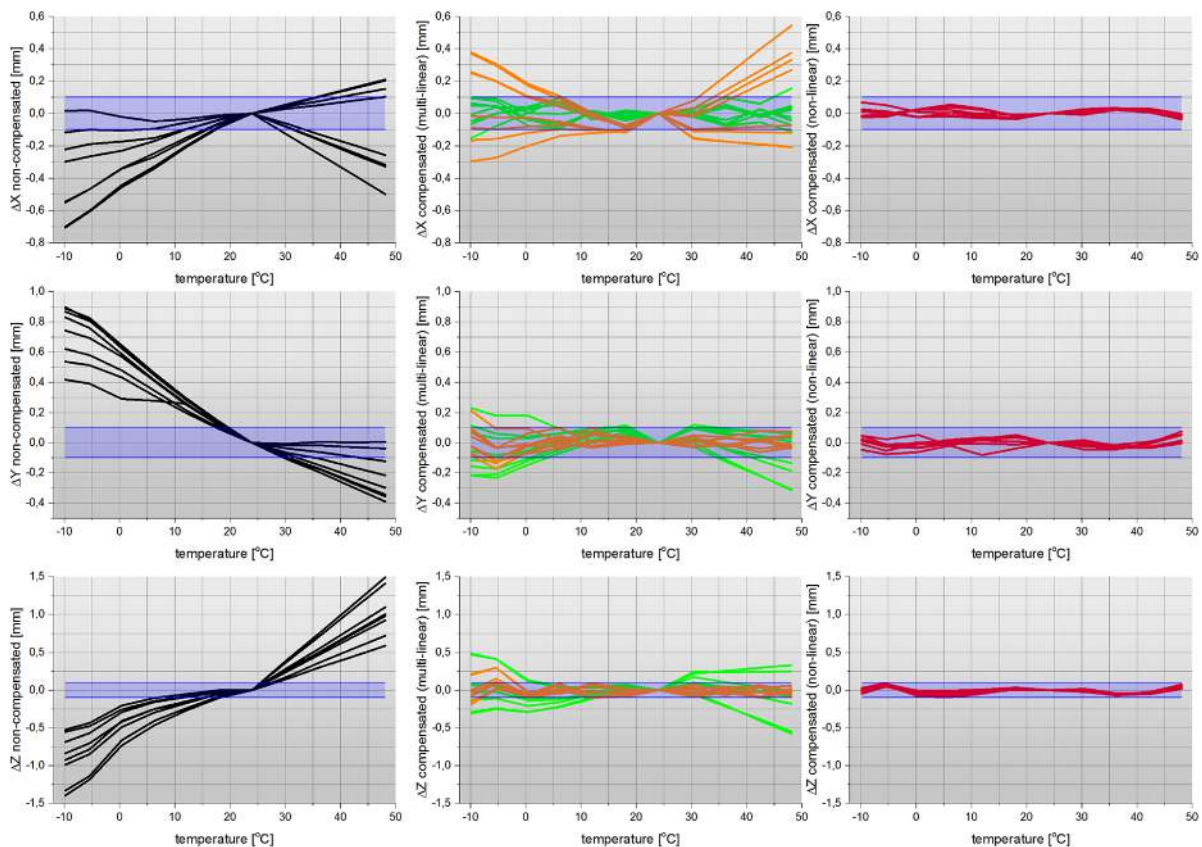 ΔX non-compensated [mm]
0,6
0,4
0,2
0,0
-0,2
-0,4
-0,6
-0,8
-10 0 10 20 30 40 50
temperature [°C]
ΔX compensated (multi-linear) [mm]
0,6
0,4
0,2
0,0
-0,2
-0,4
-0,6
-0,8
-10 0 10 20 30 40 50
temperature [°C]
ΔX compensated (non-linear) [mm]
0,6
0,4
0,2
0,0
-0,2
-0,4
-0,6
-0,8
-10 0 10 20 30 40 50
temperature [°C]
ΔY non-compensated [mm]
1,0
0,8
0,6
0,4
0,2
0,0
-0,2
-0,4
-10 0 10 20 30 40 50
temperature [°C]
ΔY compensated (multi-linear) [mm]
1,0
0,8
0,6
0,4
0,2
0,0
-0,2
-0,4
-10 0 10 20 30 40 50
temperature [°C]
ΔY compensated (non-linear) [mm]
1,0
0,8
0,6
0,4
0,2
0,0
-0,2
-0,4
-10 0 10 20 30 40 50
temperature [°C]
ΔZ non-compensated [mm]
1,5
1,0
0,5
0,0
-0,5
-1,0
-1,5
-10 0 10 20 30 40 50
temperature [°C]
ΔZ compensated (multi-linear) [mm]
1,5
1,0
0,5
0,0
-0,5
-1,0
-1,5
-10 0 10 20 30 40 50
temperature [°C]
ΔZ compensated (non-linear) [mm]
1,5
1,0
0,5
0,0
-0,5
-1,0
-1,5
-10 0 10 20 30 40 50
temperature [°C]